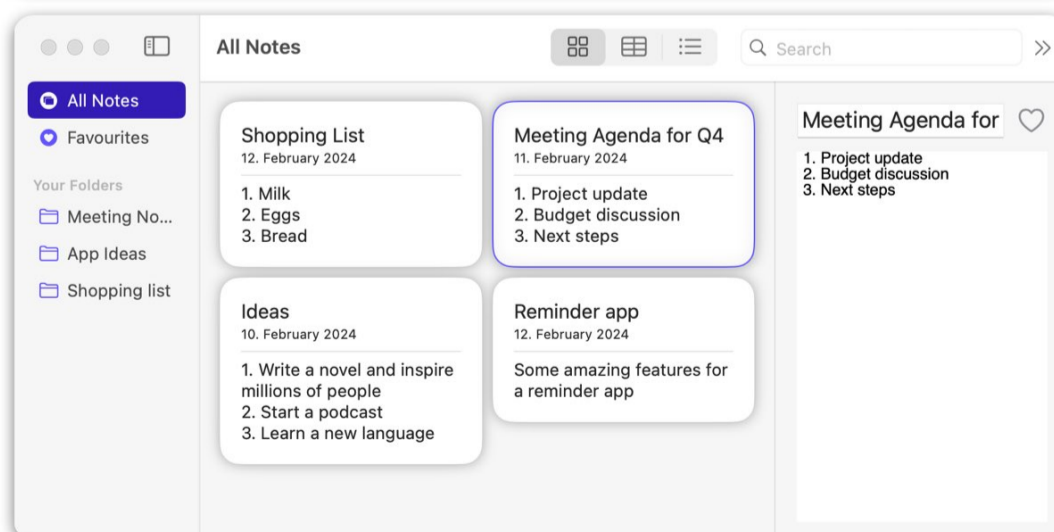 All Notes
Search
All Notes
Favourites
Your Folders
Meeting No...
App Ideas
Shopping list
Shopping List
12. February 2024
1. Milk
2. Eggs
3. Bread
Meeting Agenda for Q4
11. February 2024
1. Project update
2. Budget discussion
3. Next steps
Ideas
10. February 2024
1. Write a novel and inspire
millions of people
2. Start a podcast
3. Learn a new language
Reminder app
12. February 2024
Some amazing features for
a reminder app
Meeting Agenda for
1. Project update
2. Budget discussion
3. Next steps